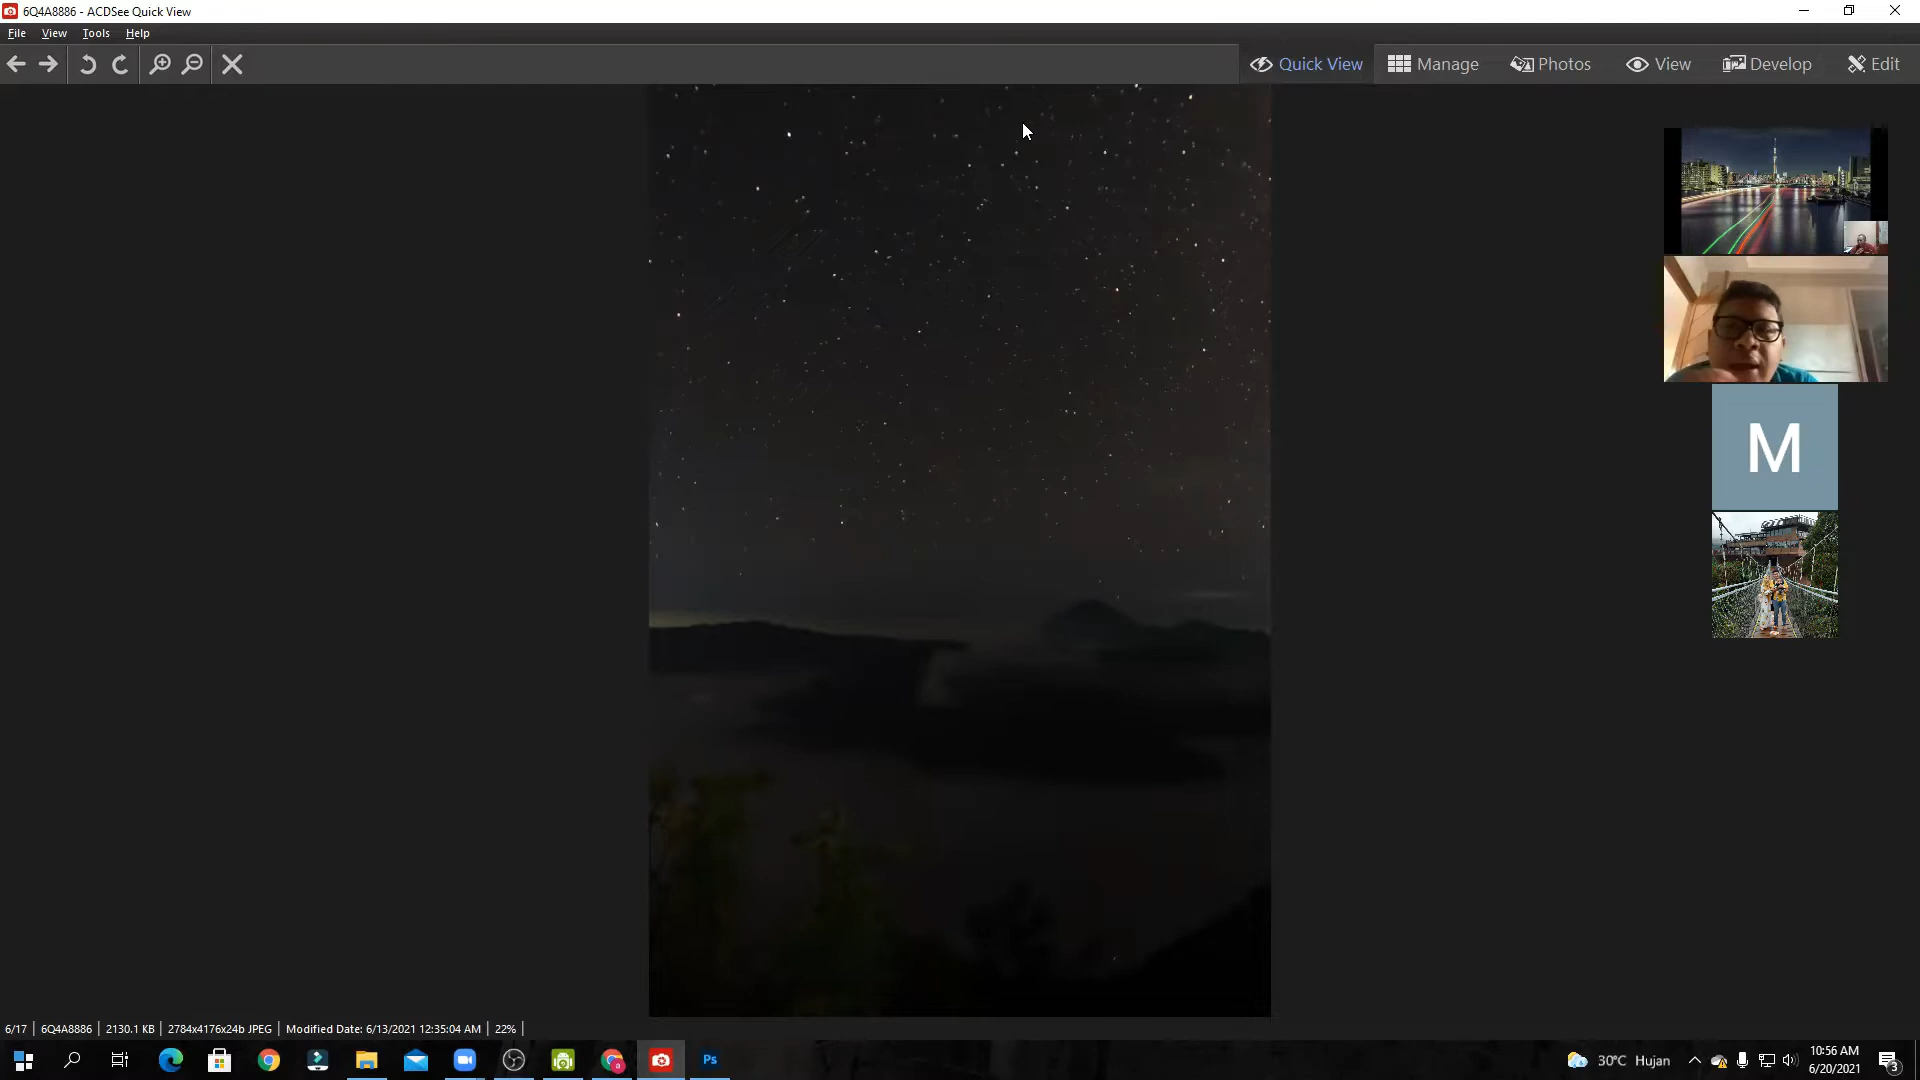 6Q4A8886 - ACDSee Quick View
File View Tools Help
Quick View Manage Photos View Develop Edit
M
6/17 6Q4A8886 2130.1 KB 2784x4176x24b JPEG Modified Date: 6/13/2021 12:35:04 AM 22%
Ps
30°C Hujan
10:56 AM
6/20/2021
3